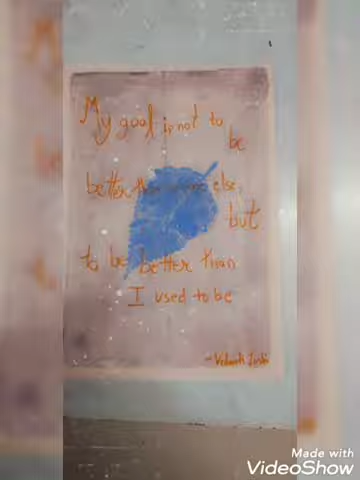 My goal is not to
be
better than else,
but
to be better than
I used to be
Made with
VideoShow